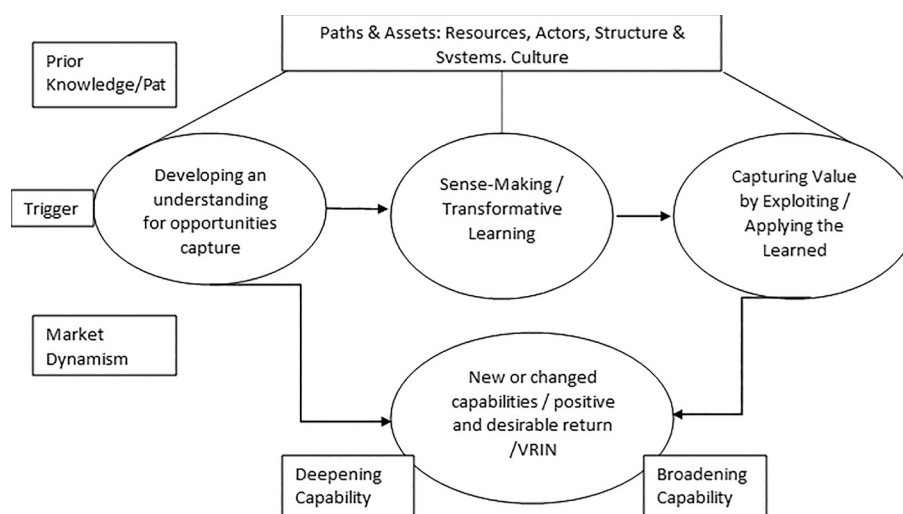 Paths & Assets: Resources, Actors, Structure &
Systems. Culture
Prior
Knowledge/Pat
Trigger
Developing an
understanding
for opportunities
capture
Sense-Making /
Transformative
Learning
Capturing Value
by Exploiting /
Applying the
Learned
Market
Dynamism
New or changed
capabilities / positive
and desirable return
/VRIN
Deepening
Capability
Broadening
Capability